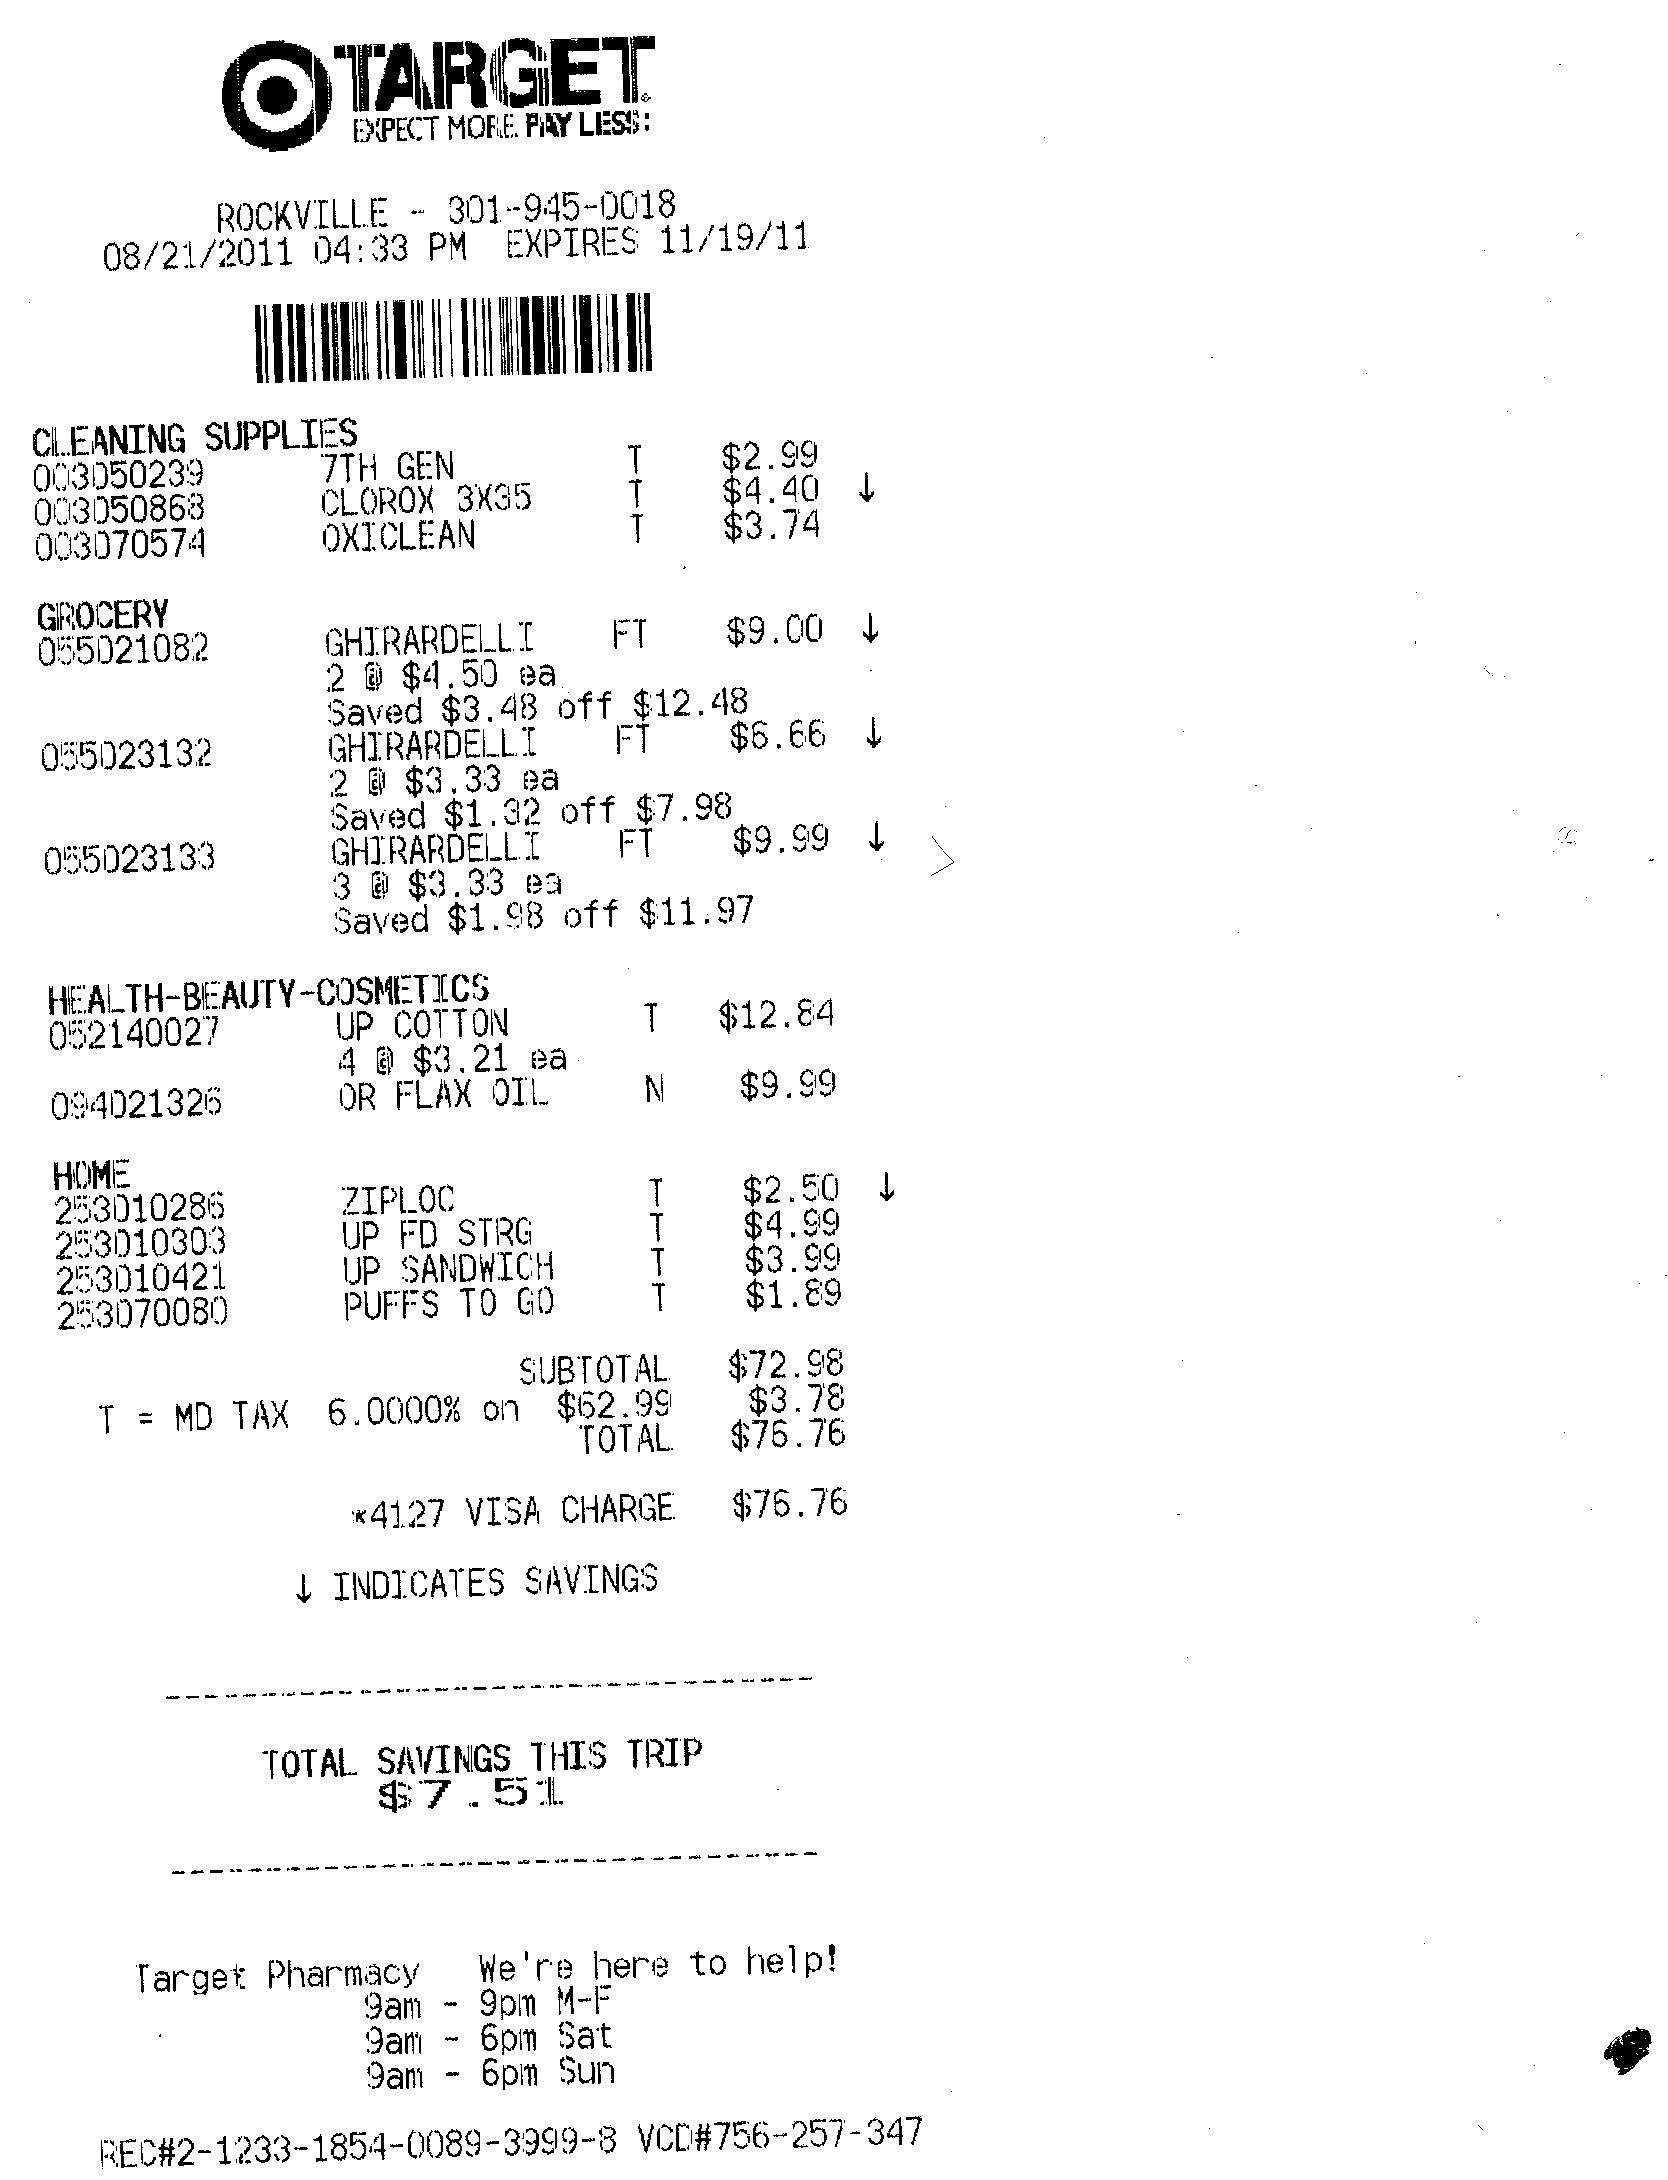 TARGET
EXPECT MORE. PAY LESS.
ROCKVILLE - 301-945-0018
08/21/2011 04:33 PM EXPIRES 11/19/11
CLEANING SUPPLIES
003050239 7TH GEN T $2.99
003050868 CLOROX 3X35 T $4.40 ↓
003070574 OXICLEAN T $3.74
GROCERY
055021082 GHIRARDELLI FT $9.00 ↓
2 @ $4.50 ea
Saved $3.48 off $12.48
055023132 GHIRARDELLI FT $6.66 ↓
2 @ $3.33 ea
Saved $1.32 off $7.98
055023133 GHIRARDELLI FT $9.99 ↓
3 @ $3.33 ea
Saved $1.98 off $11.97
HEALTH-BEAUTY-COSMETICS
052140027 UP COTTON T $12.84
4 @ $3.21 ea
094021326 OR FLAX OIL N $9.99
HOME
253010286 ZIPLOC T $2.50 ↓
253010303 UP FD STRG T $4.99
253010421 UP SANDWICH T $3.99
253070080 PUFFS TO GO T $1.89
SUBTOTAL $72.98
T = MD TAX 6.0000% on $62.99 $3.78
TOTAL $76.76
*4127 VISA CHARGE $76.76
↓ INDICATES SAVINGS
TOTAL SAVINGS THIS TRIP
$7.51
Target Pharmacy We're here to help!
9am - 9pm M-F
9am - 6pm Sat
9am - 6pm Sun
REC#2-1233-1854-0089-3999-8 VCD#756-257-347